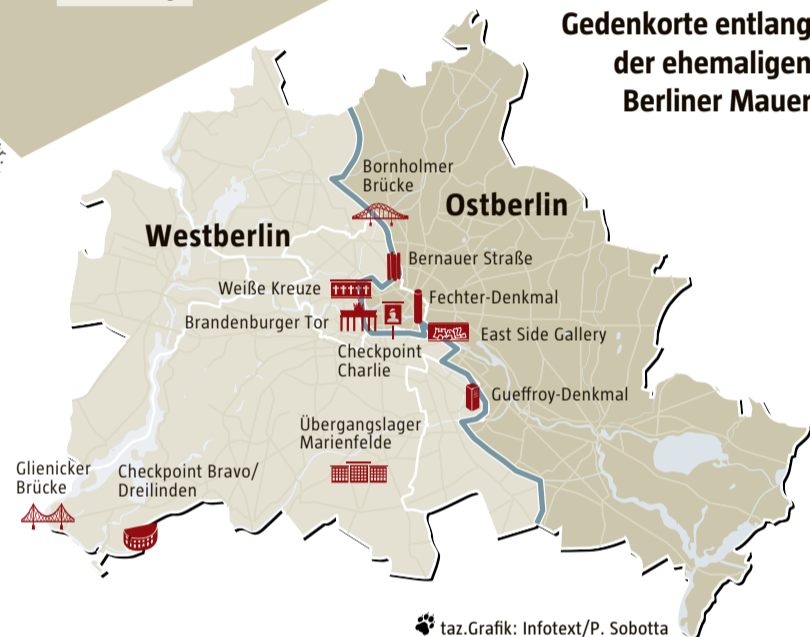 Gedenkorte entlang
der ehemaligen
Berliner Mauer
Bornholmer
Brücke
Ostberlin
Westberlin
Bernauer Straße
Weiße Kreuze
Fechter-Denkmal
Brandenburger Tor
East Side Gallery
Checkpoint
Charlie
Gueffroy-Denkmal
Übergangslager
Marienfelde
Glienicker
Brücke
Checkpoint Bravo/
Dreilinden
taz.Grafik: Infotext/P. Sobotta